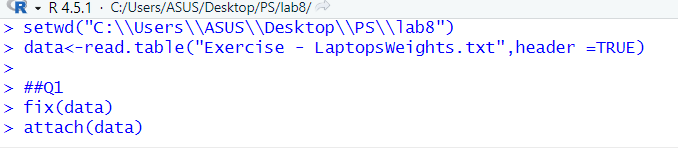 R 4.5.1 · C:/Users/ASUS/Desktop/PS/lab8/
> setwd("C:\\Users\\ASUS\\Desktop\\PS\\lab8")
> data<-read.table("Exercise - LaptopsWeights.txt",header =TRUE)
>
> ##Q1
> fix(data)
> attach(data)